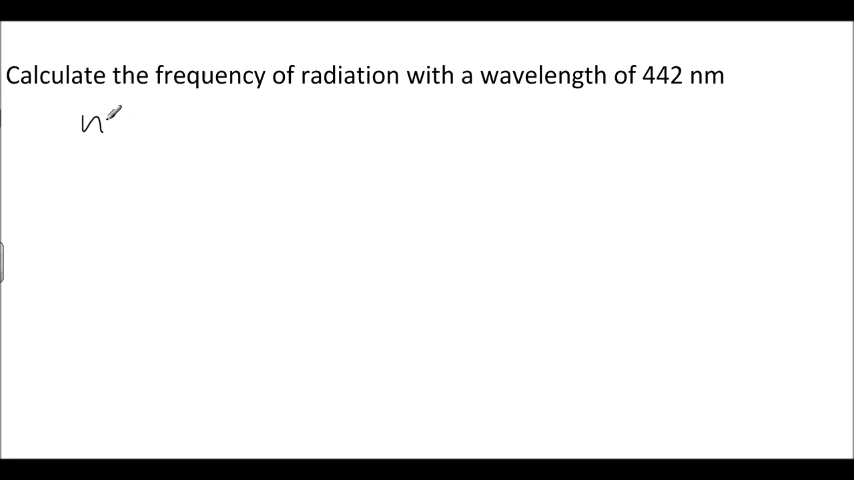 Calculate the frequency of radiation with a wavelength of 442 nm
n